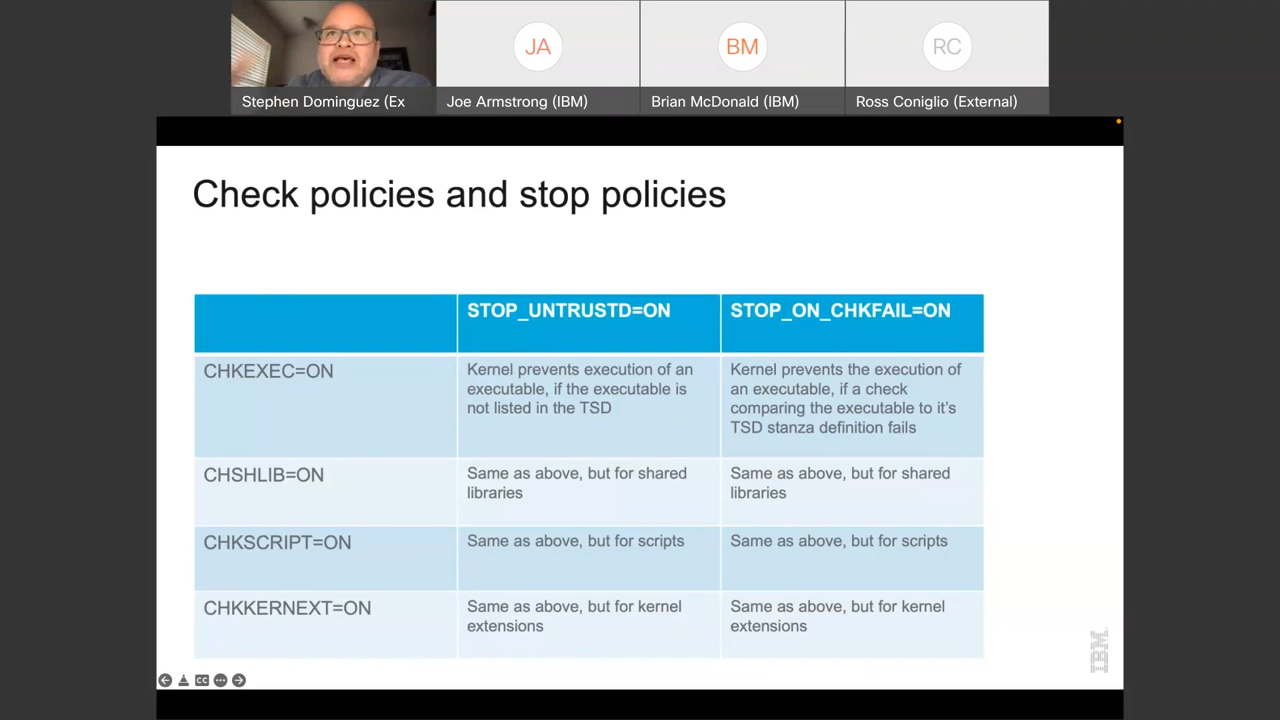 JA
BM
RC
Stephen Dominguez (Ex
Joe Armstrong (IBM)
Brian McDonald (IBM)
Ross Coniglio (External)
Check policies and stop policies
STOP_UNTRUSTD=ON
STOP_ON_CHKFAIL=ON
CHKEXEC=ON
Kernel prevents execution of an
executable, if the executable is
not listed in the TSD
Kernel prevents the execution of
an executable, if a check
comparing the executable to it's
TSD stanza definition fails
CHSHLIB=ON
Same as above, but for shared
libraries
Same as above, but for shared
libraries
CHKSCRIPT=ON
Same as above, but for scripts
Same as above, but for scripts
CHKKERNEXT=ON
Same as above, but for kernel
extensions
Same as above, but for kernel
extensions
IBM
CC